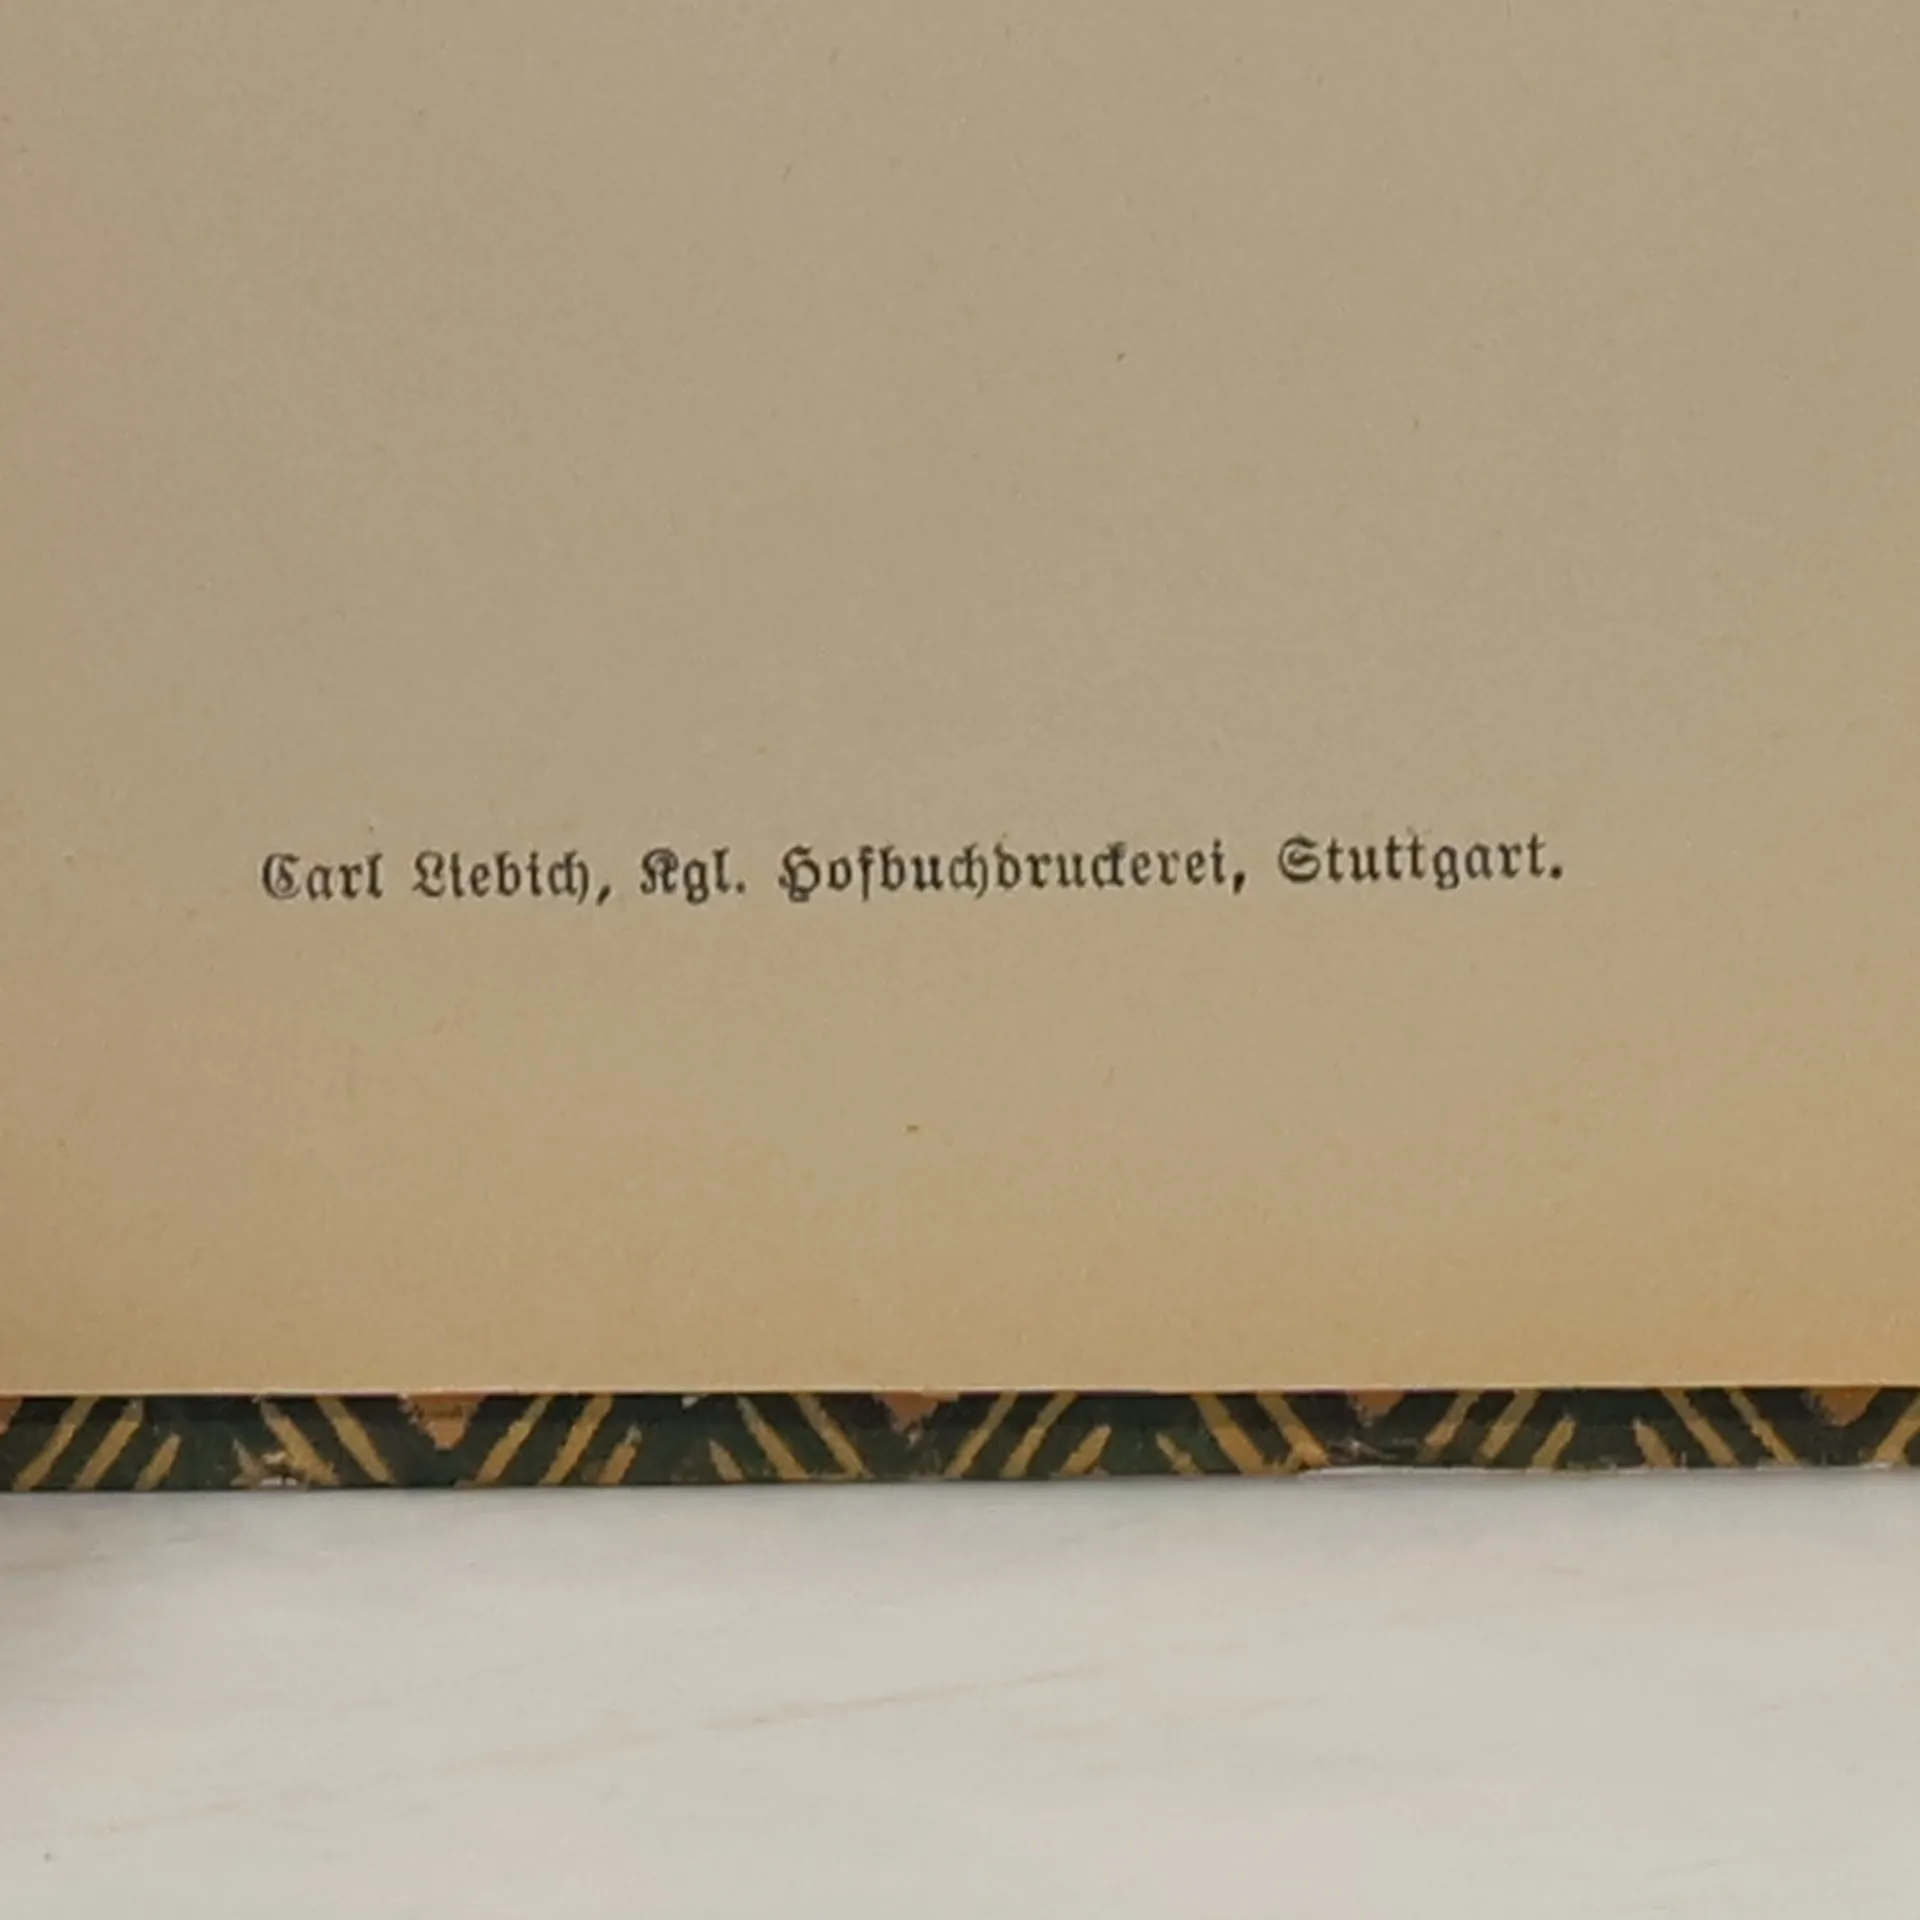 Carl Liebich, Kgl. Hofbuchdruckerei, Stuttgart.